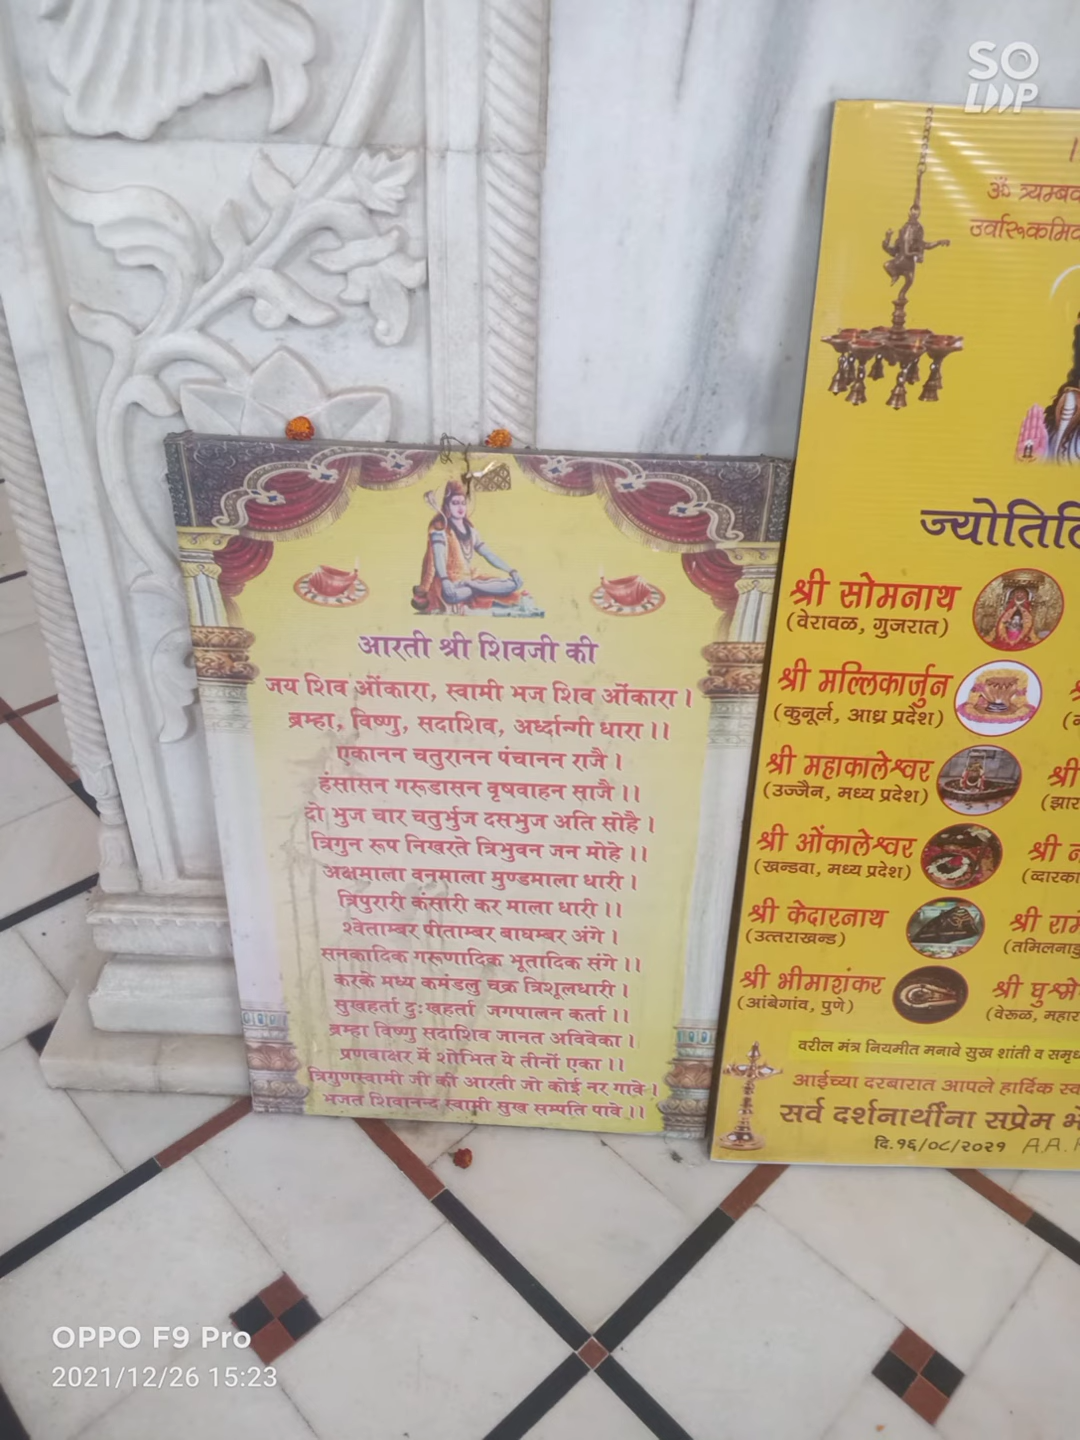 SO
LOOP
आरती श्री शिवजी की
जय शिव ओंकारा, स्वामी भज शिव ओंकारा।
ब्रम्हा, विष्णु, सदाशिव, अर्ध्दान्गी धारा।।
एकानन चतुरानन पंचानन राजै।
हंसासन गरूडासन वृषवाहन साजै।।
दो भुज चार चतुर्भुज दसभुज अति सोहै।
त्रिगुन रूप निखरते त्रिभुवन जन मोहे।।
अक्षमाला वनमाला मुण्डमाला धारी।
त्रिपुरारी कंसारी कर माला धारी।।
श्वेताम्बर पीताम्बर बाघम्बर अंगे।
सनकादिक गरूणादिक भूतादिक संगे।।
करके मध्य कमंडलु चक्र त्रिशूलधारी।
सुखहर्ता दुःखहर्ता जगपालन कर्ता।।
ब्रम्हा विष्णु सदाशिव जानत अविवेका।
प्रणवाक्षर में शोभित ये तीनों एका।।
त्रिगुणस्वामी जी की आरती जो कोई नर गावे।
भजत शिवानन्द स्वामी सुख सम्पति पावे।।
ॐ त्र्यम्बक
उर्वारूकमिव
ज्योतिर्लि
श्री सोमनाथ
(वेरावळ, गुजरात)
श्री मल्लिकार्जुन
(कुनूर्ल, आध्र प्रदेश)
श्री महाकालेश्वर
(उज्जैन, मध्य प्रदेश)
श्री
(झार
श्री ओंकालेश्वर
(खन्डवा, मध्य प्रदेश)
श्री
(व्दारका
श्री केदारनाथ
(उत्तराखन्ड)
श्री राम
(तमिलनाडु
श्री भीमाशंकर
(आंबेगांव, पुणे)
श्री घुश्मे
(वेरूळ, महार
वरील मंत्र नियमीत मनावे सुख शांती व समृध
आईच्या दरबारात आपले हार्दिक स्व
सर्व दर्शनार्थींना सप्रेम भे
दि.१६/०८/२०२१ A.A.
OPPO F9 Pro
2021/12/26 15:23